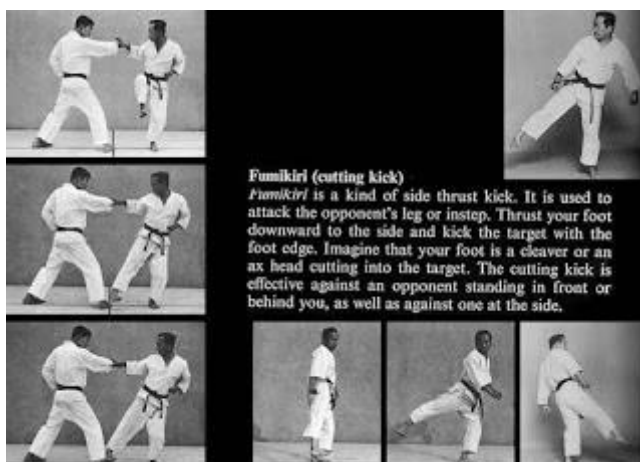 Fumikiri (cutting kick)
Fumikiri is a kind of side thrust kick. It is used to
attack the opponent's leg or instep. Thrust your foot
downward to the side and kick the target with the
foot edge. Imagine that your foot is a cleaver or an
ax head cutting into the target. The cutting kick is
effective against an opponent standing in front or
behind you, as well as against one at the side.